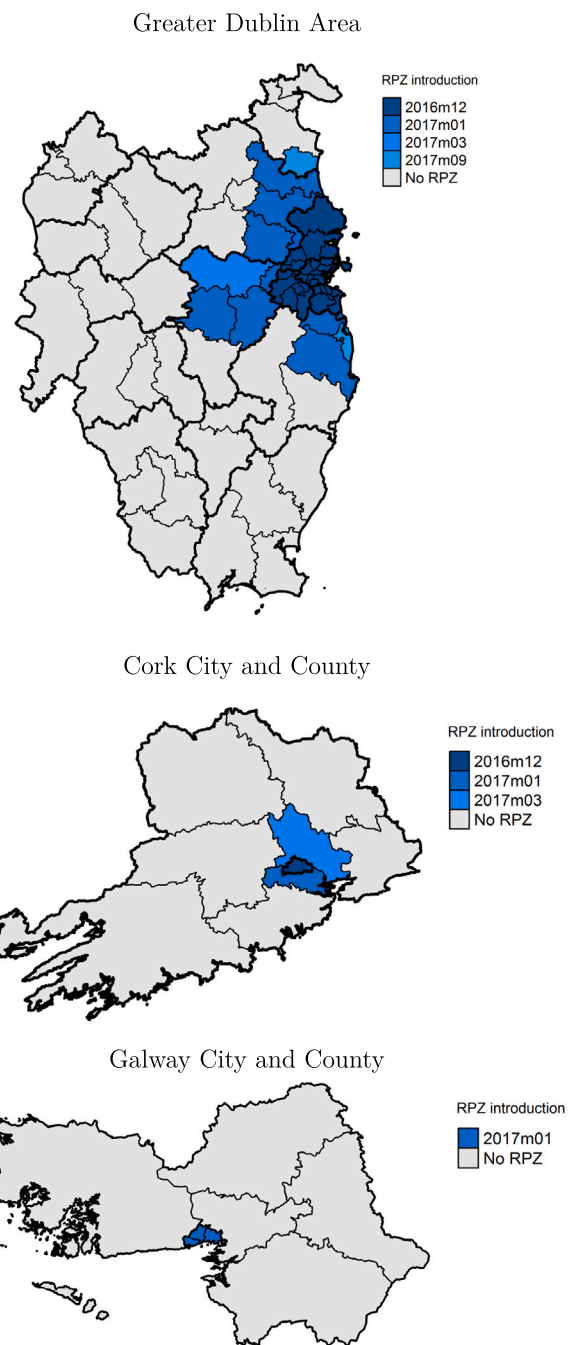 Greater Dublin Area
RPZ introduction
2016m12
2017m01
2017m03
2017m09
No RPZ
Cork City and County
RPZ introduction
2016m12
2017m01
2017m03
No RPZ
Galway City and County
RPZ introduction
2017m01
No RPZ